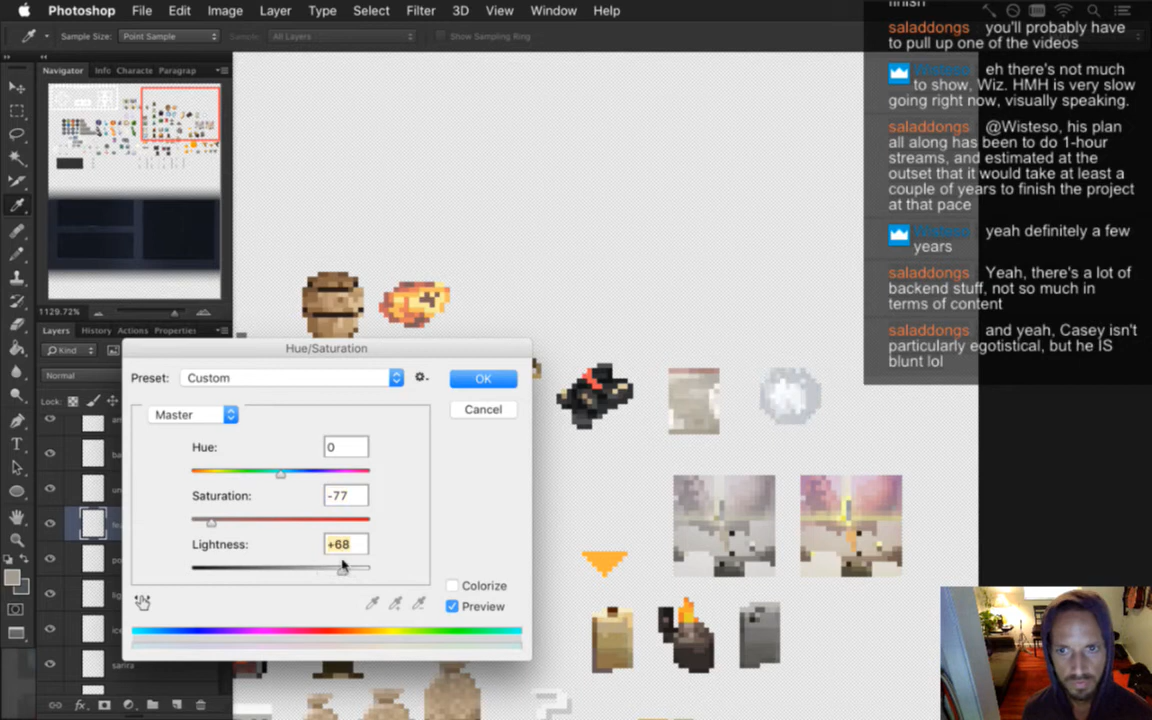 Photoshop File Edit Image Layer Type Select Filter 3D View Window Help
Sample Size: Point Sample Sample: All Layers Show Sampling Ring
Navigator Info Characte Paragrap
1129.72%
Layers History Actions Properties
Kind
Normal
Lock:
sarira
Hue/Saturation
Preset: Custom OK
Master Cancel
Hue: 0
Saturation: -77
Lightness: +68
Colorize
Preview
finish
saladdongs you'll probably have
to pull up one of the videos
Wisteso eh there's not much
to show, Wiz. HMH is very slow
going right now, visually speaking.
saladdongs @Wisteso, his plan
all along has been to do 1-hour
streams, and estimated at the
outset that it would take at least a
couple of years to finish the project
at that pace
Wisteso yeah definitely a few
years
saladdongs Yeah, there's a lot of
backend stuff, not so much in
terms of content
saladdongs and yeah, Casey isn't
particularly egotistical, but he IS
blunt lol